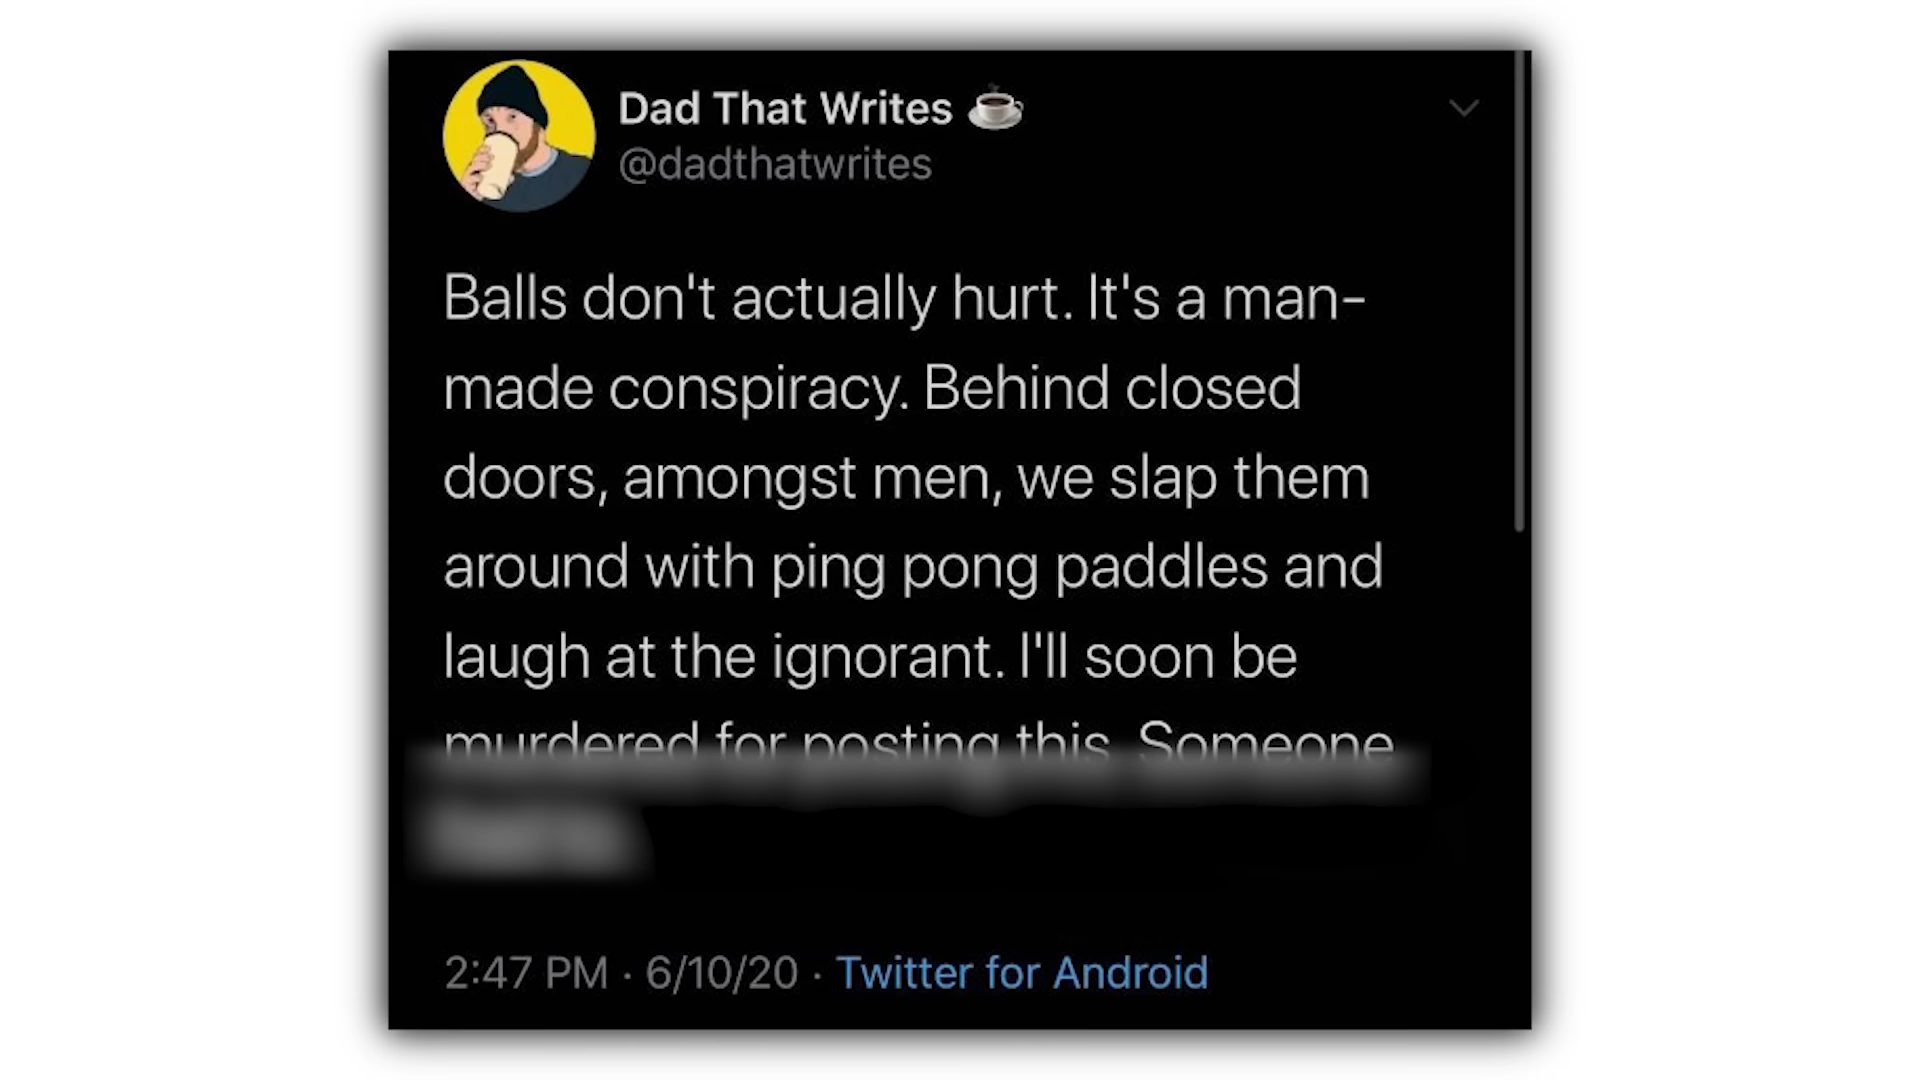 Dad That Writes ☕
@dadthatwrites
Balls don't actually hurt. It's a man-
made conspiracy. Behind closed
doors, amongst men, we slap them
around with ping pong paddles and
laugh at the ignorant. I'll soon be
murdered for posting this. Someone
2:47 PM · 6/10/20 · Twitter for Android